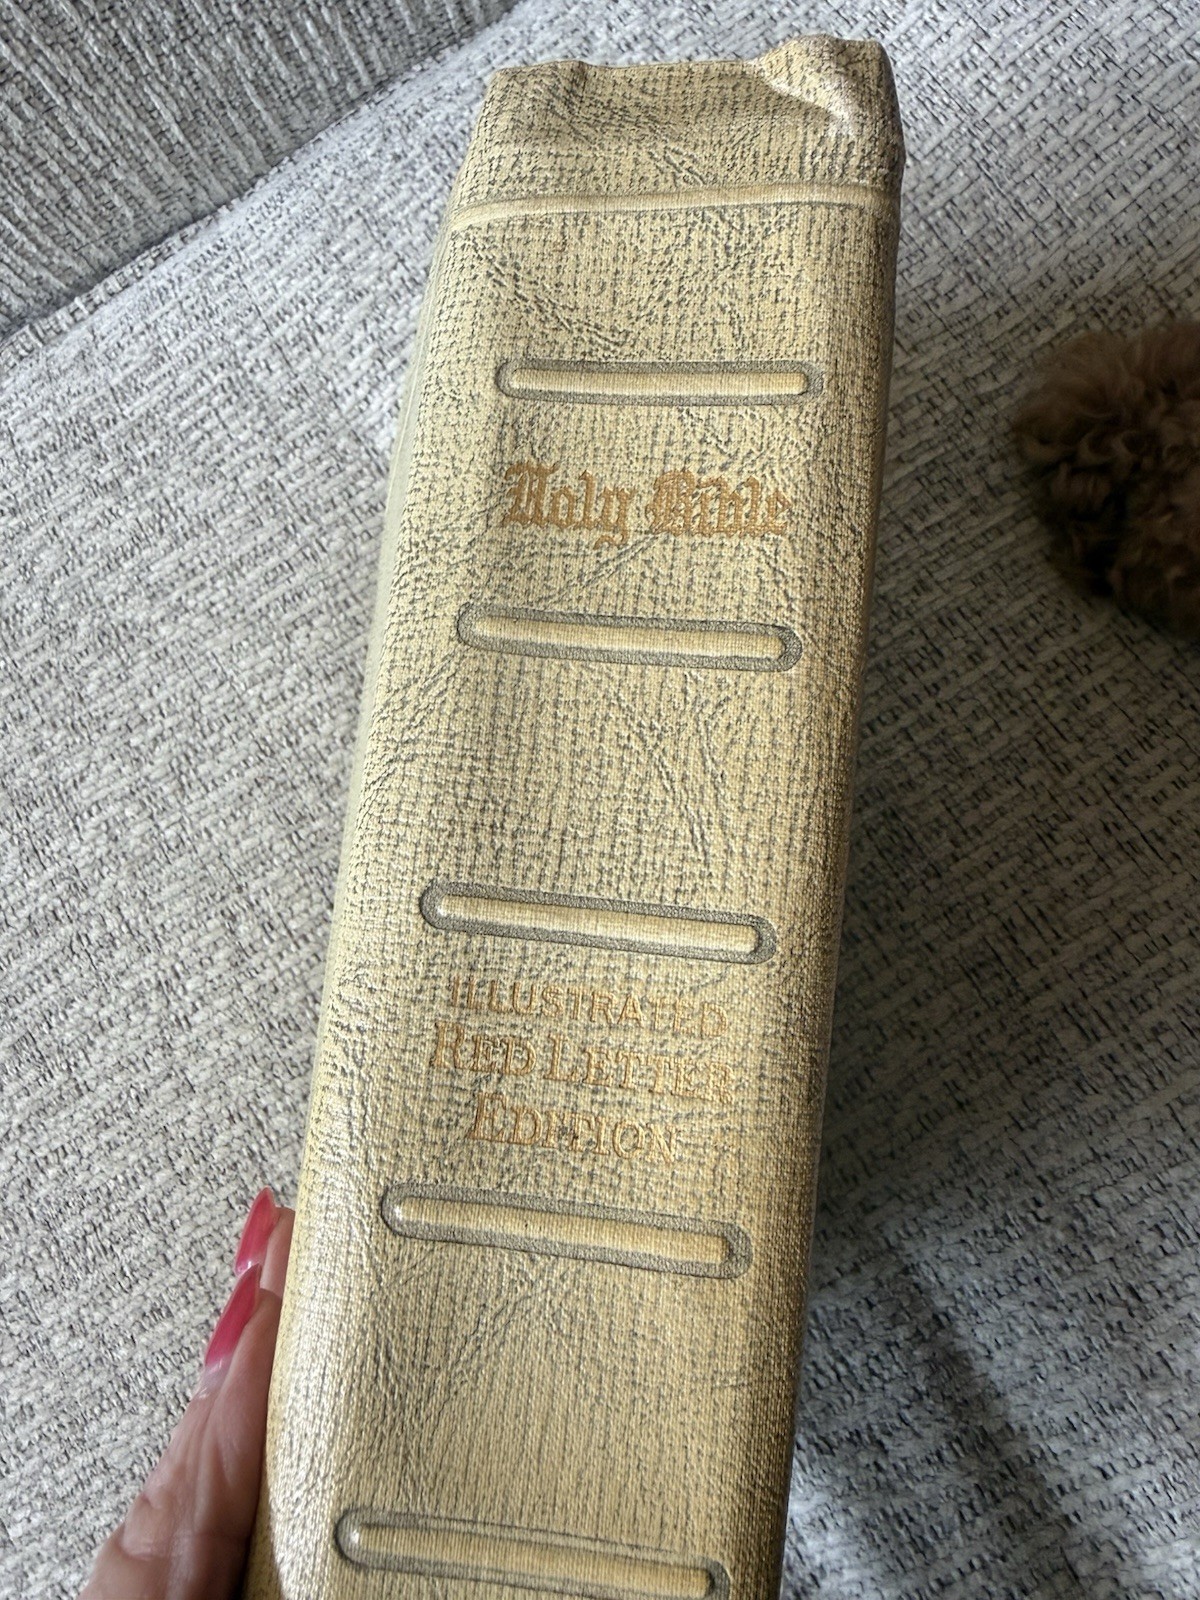 Holy Bible
ILLUSTRATED
RED LETTER
EDITION